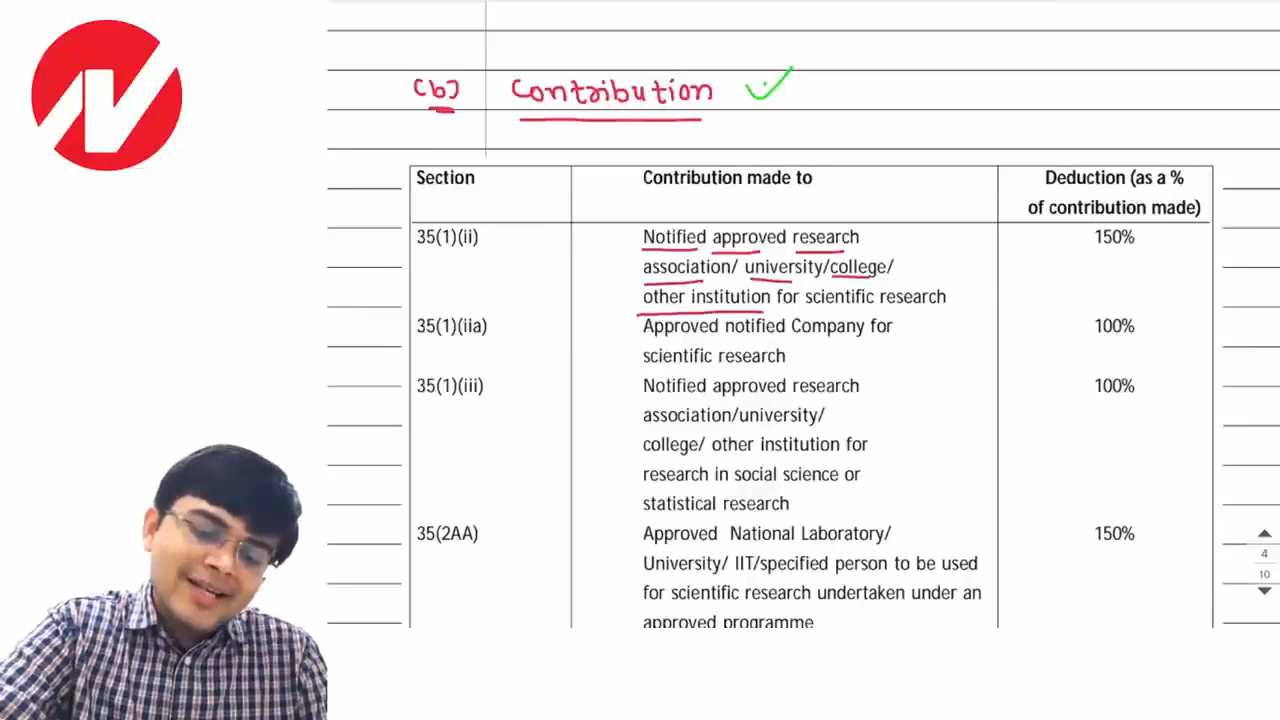 (b) Contribution
Section Contribution made to Deduction (as a %
of contribution made)
35(1)(ii) Notified approved research 150%
association/ university/college/
other institution for scientific research
35(1)(iia) Approved notified Company for 100%
scientific research
35(1)(iii) Notified approved research 100%
association/university/
college/ other institution for
research in social science or
statistical research
35(2AA) Approved National Laboratory/ 150%
University/ IIT/specified person to be used
for scientific research undertaken under an
approved programme
4
10